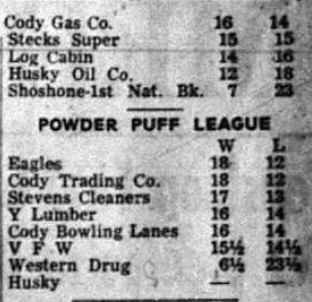 Cody Gas Co. 16 14
Stecks Super 15 15
Log Cabin 14 16
Husky Oil Co. 12 18
Shoshone-1st Nat. Bk. 7 23
POWDER PUFF LEAGUE
W L
Eagles 18 12
Cody Trading Co. 18 12
Stevens Cleaners 17 13
Y Lumber 16 14
Cody Bowling Lanes 16 14
V F W 15½ 14½
Western Drug 6½ 23½
Husky — —